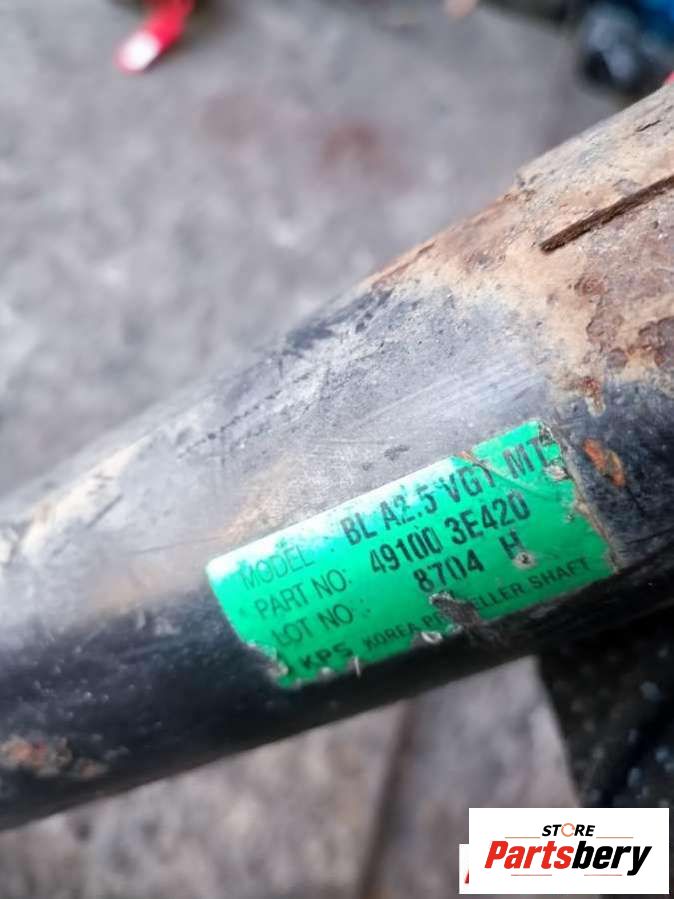 MODEL : BL A2.5 VGT MT
PART NO: 49100 3E420
LOT NO : 8704 H
KPS KOREA PROPELLER SHAFT
STORE
Partsbery